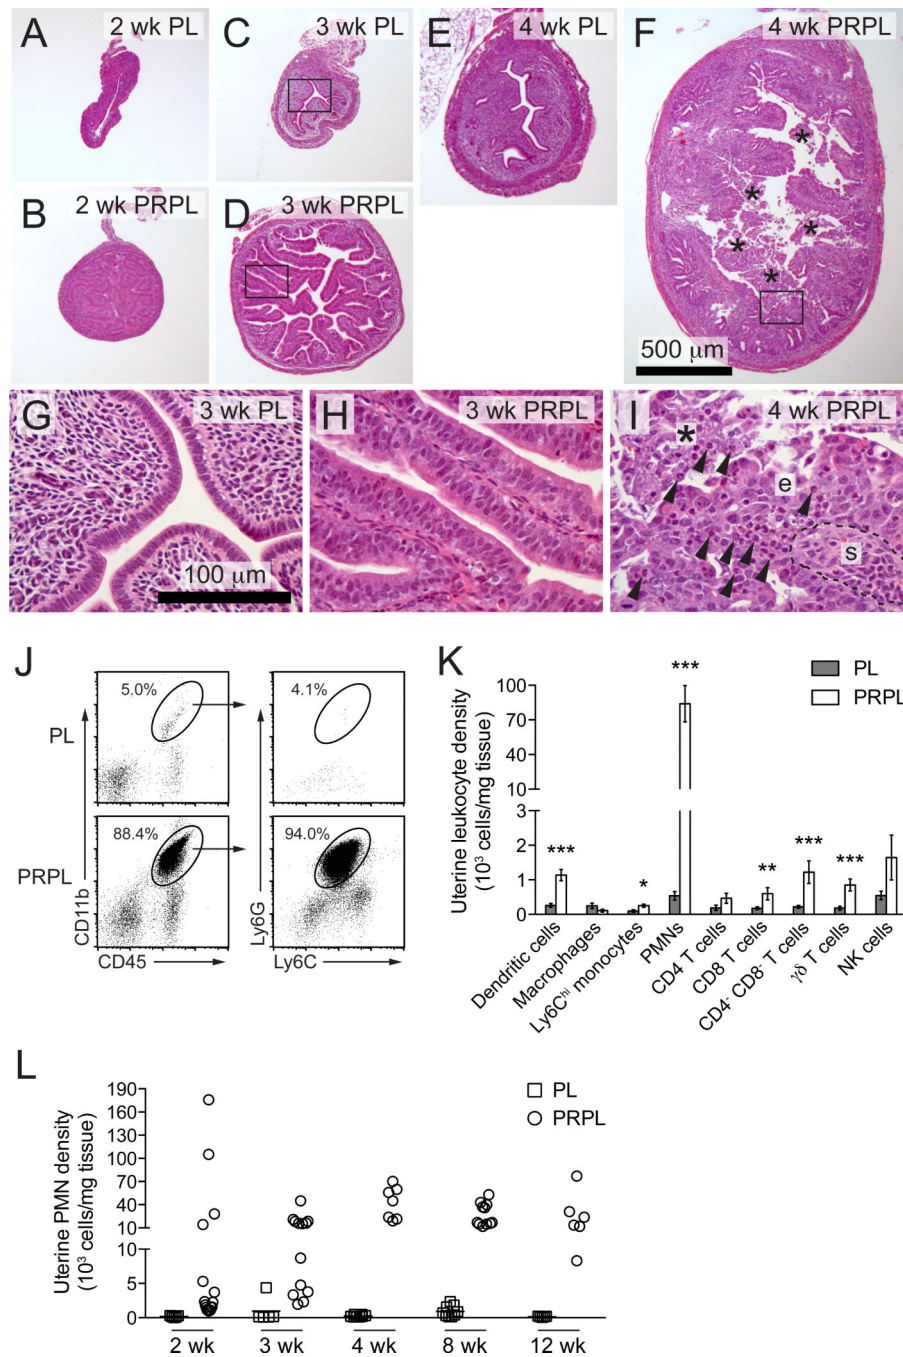 A 2 wk PL
C 3 wk PL
E 4 wk PL
F 4 wk PRPL
B 2 wk PRPL
D 3 wk PRPL
* * * * *
500 μm
G 3 wk PL
100 μm
H 3 wk PRPL
I 4 wk PRPL
*
e
s
J
PL
5.0%
4.1%
PRPL
88.4%
94.0%
CD11b
CD45
Ly6G
Ly6C
K
PL
PRPL
Uterine leukocyte density
(10³ cells/mg tissue)
100
70
10
2
1
0
*** * *** ** *** ***
Dendritic cells
Macrophages
Ly6Cʰⁱ monocytes
PMNs
CD4 T cells
CD8 T cells
CD4⁻ CD8⁻ T cells
γδ T cells
NK cells
L
PL
PRPL
Uterine PMN density
(10³ cells/mg tissue)
190
160
130
100
70
40
10
10
5
0
2 wk 3 wk 4 wk 8 wk 12 wk